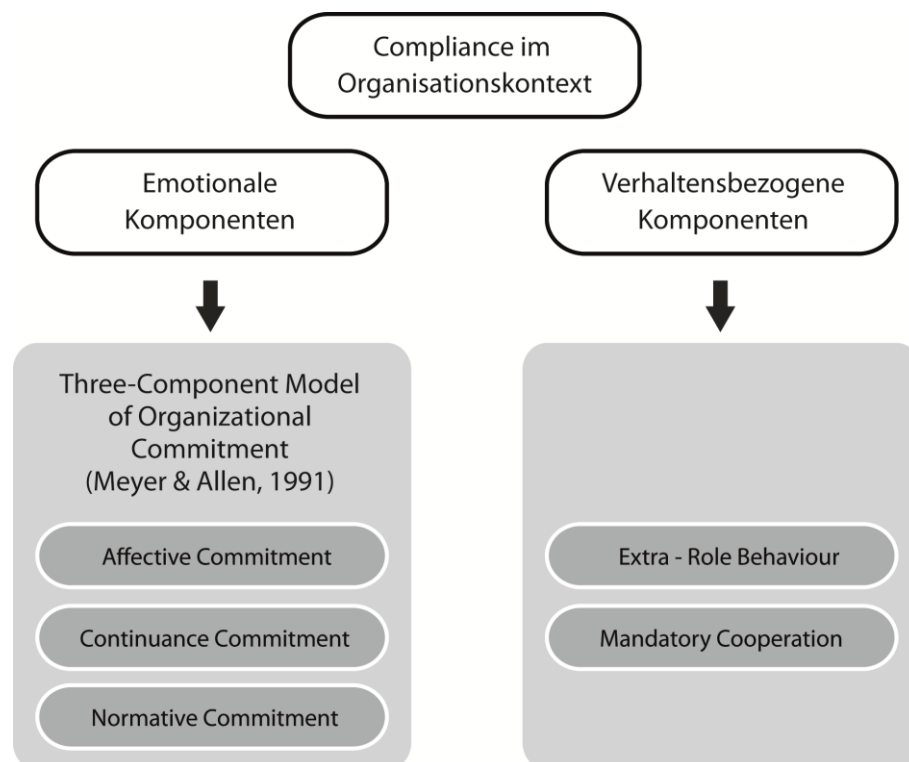 Compliance im
Organisationskontext
Emotionale
Komponenten
Verhaltensbezogene
Komponenten
Three-Component Model
of Organizational
Commitment
(Meyer & Allen, 1991)
Affective Commitment
Continuance Commitment
Normative Commitment
Extra - Role Behaviour
Mandatory Cooperation